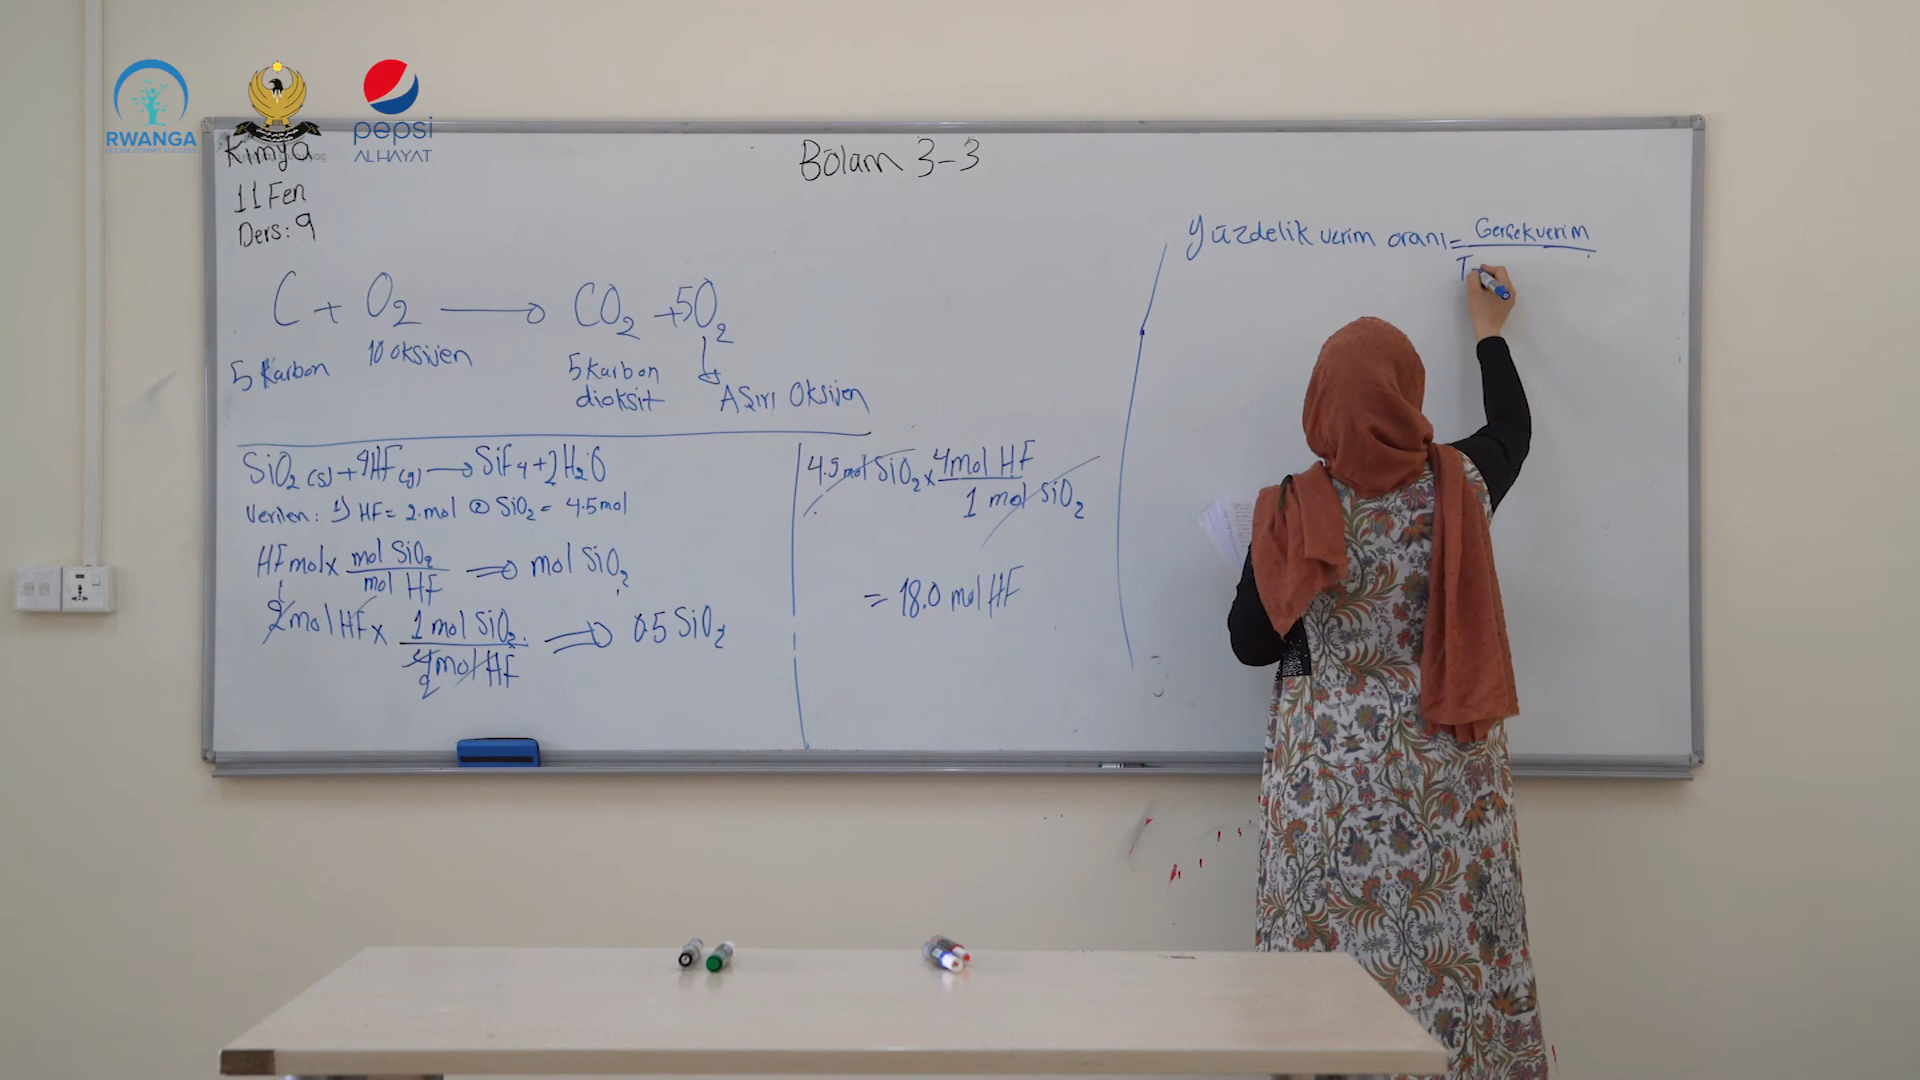 RWANGA
pepsi
ALHAYAT
Kimya
11 Fen
Ders: 9
Bölüm 3-3
C + O₂ → CO₂ + 5O₂
5 Karbon
10 oksijen
5 karbon
dioksit
Aşırı Oksijen
SiO₂ (s) + 4HF (g) → SiF₄ + 2H₂O
Verilen: 1) HF = 2.mol ② SiO₂ = 4.5 mol
HF mol x mol SiO₂ / mol HF ⇒ mol SiO₂
2 mol HF x 1 mol SiO₂ / 4 mol HF ⇒ 0.5 SiO₂
2
4.5 mol SiO₂ x 4 mol HF / 1 mol SiO₂
= 18.0 mol HF
Yüzdelik verim oranı = Gerçek verim
T